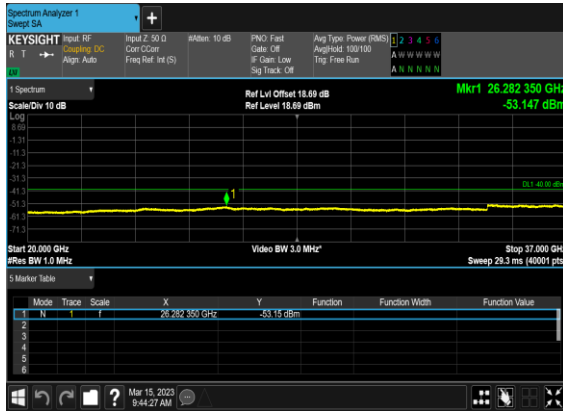 Spectrum Analyzer 1
Swept SA
+
KEYSIGHT Input: RF Input Z: 50 Ω #Atten: 10 dB PNO: Fast Avg Type: Power (RMS) 1 2 3 4 5 6
R T Coupling: DC Corr CCorr Gate: Off Avg|Hold: 100/100 A W W W W W
Align: Auto Freq Ref: Int (S) IF Gain: Low Trig: Free Run
LXI Sig Track: Off A N N N N N
1 Spectrum Ref Lvl Offset 18.69 dB Mkr1 26.282 350 GHz
Scale/Div 10 dB Ref Level 18.69 dBm -53.147 dBm
Log
8.69
-1.31
-11.3
-21.3
-31.3
DL1 -40.00 dBm
-41.3
1
-51.3
-61.3
-71.3
Start 20.000 GHz Video BW 3.0 MHz* Stop 37.000 GHz
#Res BW 1.0 MHz Sweep 29.3 ms (40001 pts)
5 Marker Table
Mode Trace Scale X Y Function Function Width Function Value
1 N 1 f 26.282 350 GHz -53.15 dBm
2
3
4
5
6
? Mar 15, 2023
9:44:27 AM